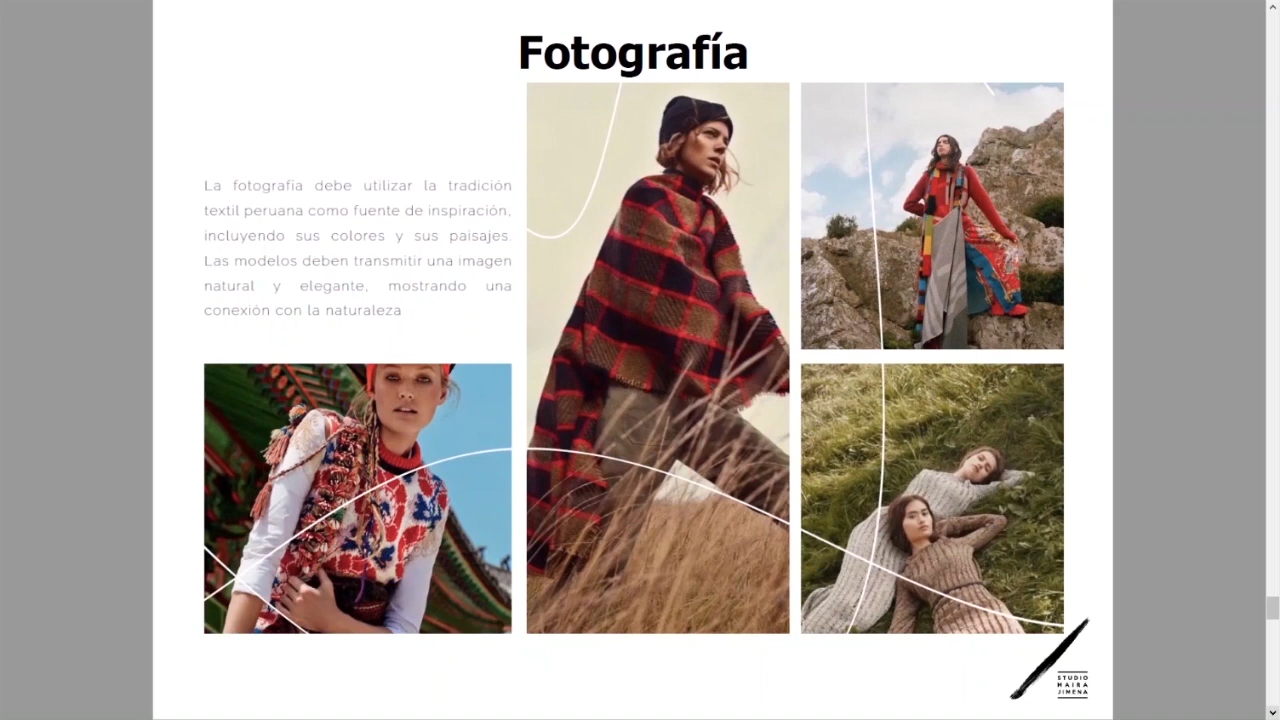 Fotografía
La fotografía debe utilizar la tradición
textil peruana como fuente de inspiración,
incluyendo sus colores y sus paisajes.
Las modelos deben transmitir una imagen
natural y elegante, mostrando una
conexión con la naturaleza
STUDIO
MAIRA
JIMENA